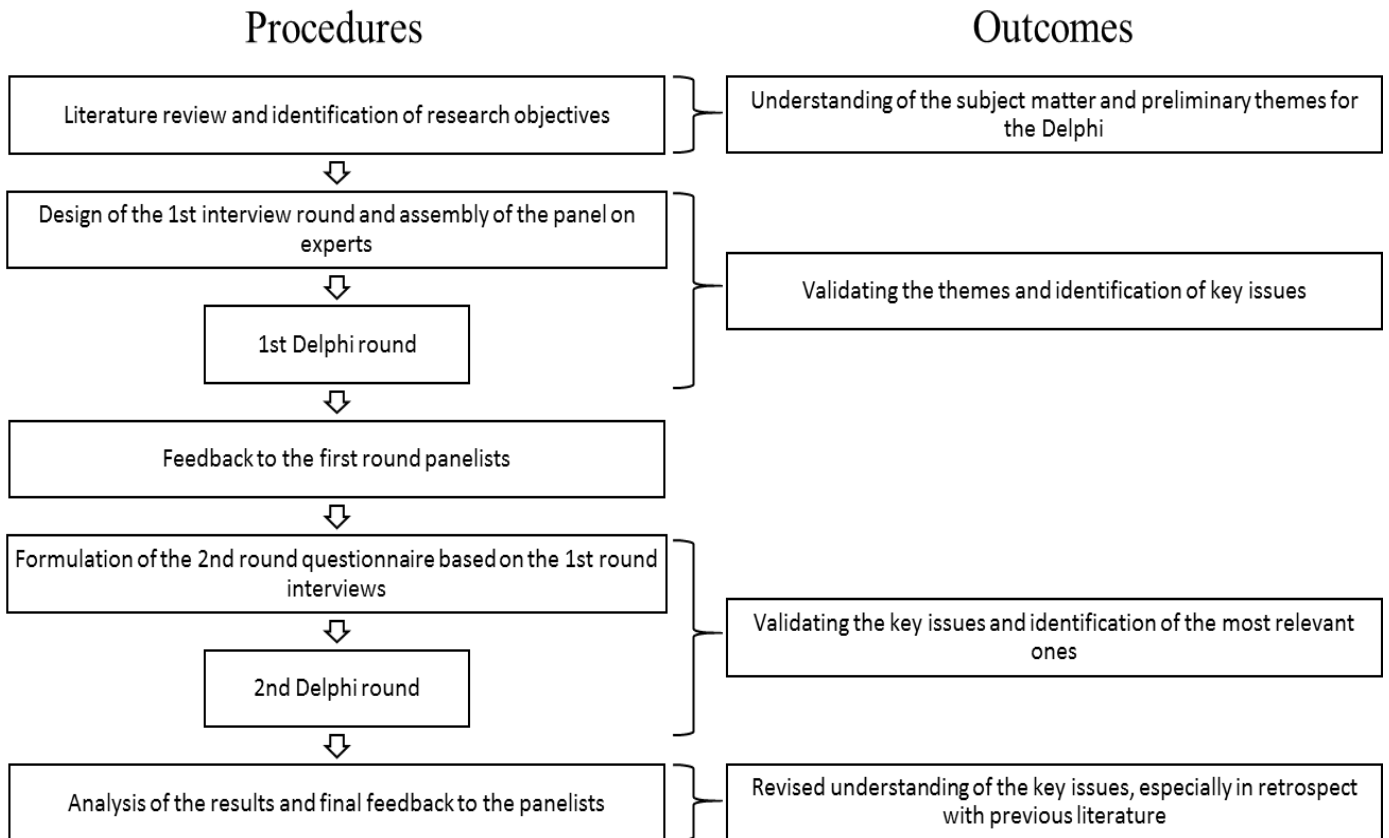 Procedures
Outcomes
Literature review and identification of research objectives
Understanding of the subject matter and preliminary themes for
the Delphi
Design of the 1st interview round and assembly of the panel on
experts
Validating the themes and identification of key issues
1st Delphi round
Feedback to the first round panelists
Formulation of the 2nd round questionnaire based on the 1st round
interviews
Validating the key issues and identification of the most relevant
ones
2nd Delphi round
Analysis of the results and final feedback to the panelists
Revised understanding of the key issues, especially in retrospect
with previous literature